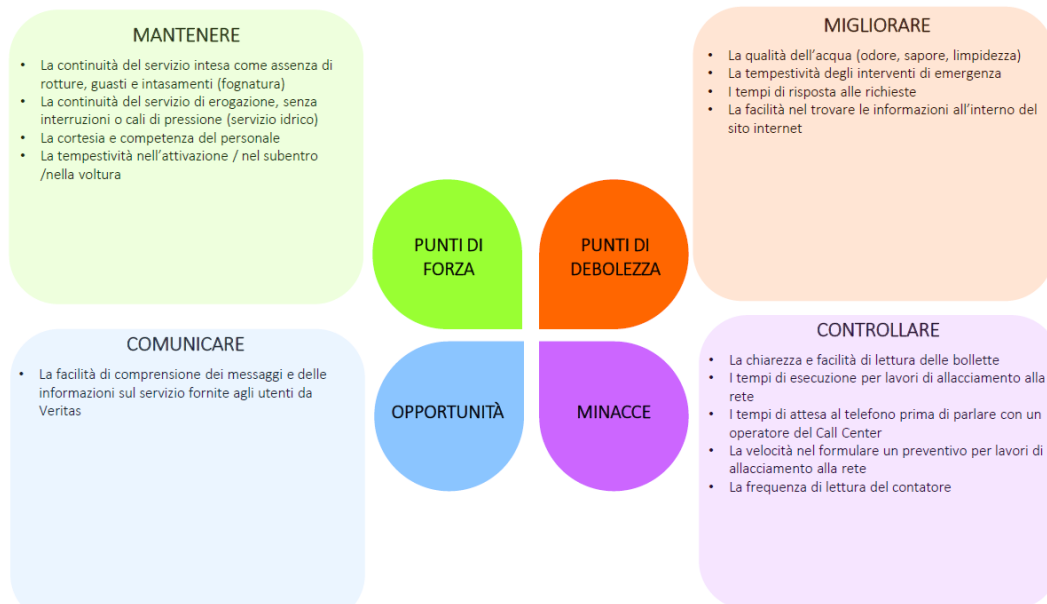 MANTENERE
• La continuità del servizio intesa come assenza di
rotture, guasti e intasamenti (fognatura)
• La continuità del servizio di erogazione, senza
interruzioni o cali di pressione (servizio idrico)
• La cortesia e competenza del personale
• La tempestività nell'attivazione / nel subentro
/nella voltura
MIGLIORARE
• La qualità dell'acqua (odore, sapore, limpidezza)
• La tempestività degli interventi di emergenza
• I tempi di risposta alle richieste
• La facilità nel trovare le informazioni all'interno del
sito internet
PUNTI DI
FORZA
PUNTI DI
DEBOLEZZA
COMUNICARE
• La facilità di comprensione dei messaggi e delle
informazioni sul servizio fornite agli utenti da
Veritas
OPPORTUNITÀ
MINACCE
CONTROLLARE
• La chiarezza e facilità di lettura delle bollette
• I tempi di esecuzione per lavori di allacciamento alla
rete
• I tempi di attesa al telefono prima di parlare con un
operatore del Call Center
• La velocità nel formulare un preventivo per lavori di
allacciamento alla rete
• La frequenza di lettura del contatore